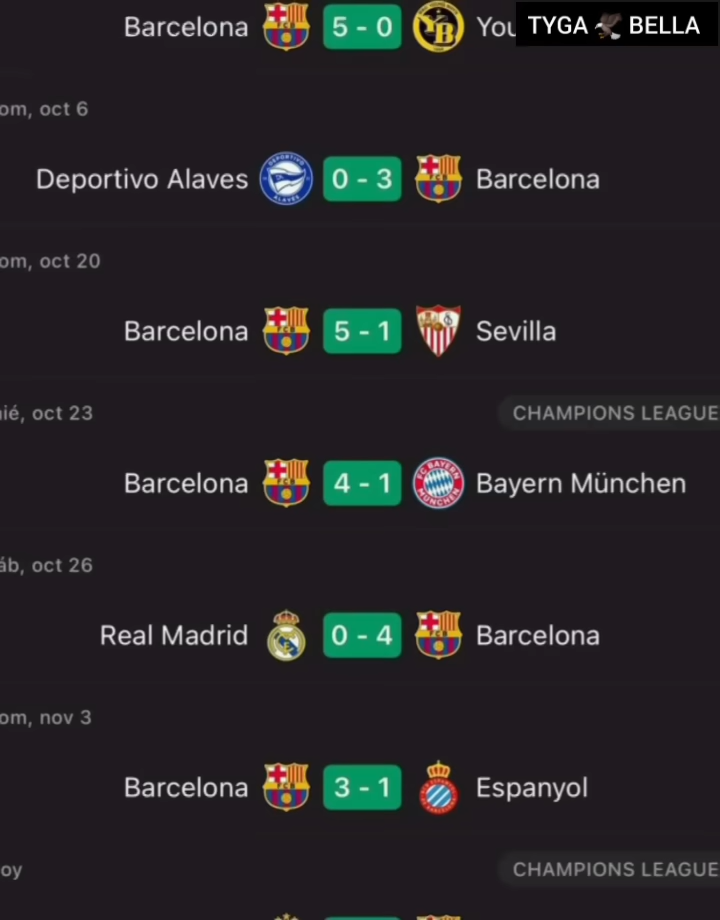 Barcelona 5 - 0 You
TYGA 🦅 BELLA
om, oct 6
Deportivo Alaves 0 - 3 Barcelona
om, oct 20
Barcelona 5 - 1 Sevilla
ié, oct 23 CHAMPIONS LEAGUE
Barcelona 4 - 1 Bayern München
áb, oct 26
Real Madrid 0 - 4 Barcelona
om, nov 3
Barcelona 3 - 1 Espanyol
oy CHAMPIONS LEAGUE